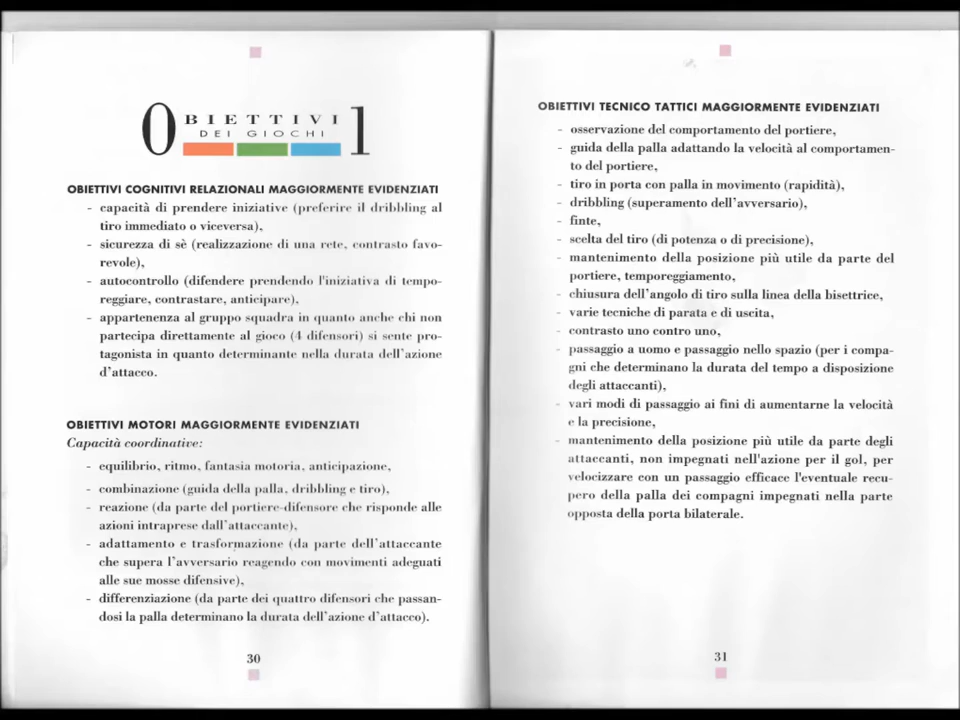 OBIETTIVI 1
DEI GIOCHI
OBIETTIVI COGNITIVI RELAZIONALI MAGGIORMENTE EVIDENZIATI
- capacità di prendere iniziative (preferire il dribbling al
tiro immediato o viceversa),
- sicurezza di sè (realizzazione di una rete, contrasto favo-
revole),
- autocontrollo (difendere prendendo l'iniziativa di tempo-
reggiare, contrastare, anticipare),
- appartenenza al gruppo squadra in quanto anche chi non
partecipa direttamente al gioco (4 difensori) si sente pro-
tagonista in quanto determinante nella durata dell'azione
d'attacco.
OBIETTIVI MOTORI MAGGIORMENTE EVIDENZIATI
Capacità coordinative:
- equilibrio, ritmo, fantasia motoria, anticipazione,
- combinazione (guida della palla, dribbling e tiro),
- reazione (da parte del portiere-difensore che risponde alle
azioni intraprese dall'attaccante),
- adattamento e trasformazione (da parte dell'attaccante
che supera l'avversario reagendo con movimenti adeguati
alle sue mosse difensive),
- differenziazione (da parte dei quattro difensori che passan-
dosi la palla determinano la durata dell'azione d'attacco).
30
OBIETTIVI TECNICO TATTICI MAGGIORMENTE EVIDENZIATI
- osservazione del comportamento del portiere,
- guida della palla adattando la velocità al comportamen-
to del portiere,
- tiro in porta con palla in movimento (rapidità),
- dribbling (superamento dell'avversario),
- finte,
- scelta del tiro (di potenza o di precisione),
- mantenimento della posizione più utile da parte del
portiere, temporeggiamento,
- chiusura dell'angolo di tiro sulla linea della bisettrice,
- varie tecniche di parata e di uscita,
- contrasto uno contro uno,
- passaggio a uomo e passaggio nello spazio (per i compa-
gni che determinano la durata del tempo a disposizione
degli attaccanti),
- vari modi di passaggio ai fini di aumentarne la velocità
e la precisione,
- mantenimento della posizione più utile da parte degli
attaccanti, non impegnati nell'azione per il gol, per
velocizzare con un passaggio efficace l'eventuale recu-
pero della palla dei compagni impegnati nella parte
opposta della porta bilaterale.
31